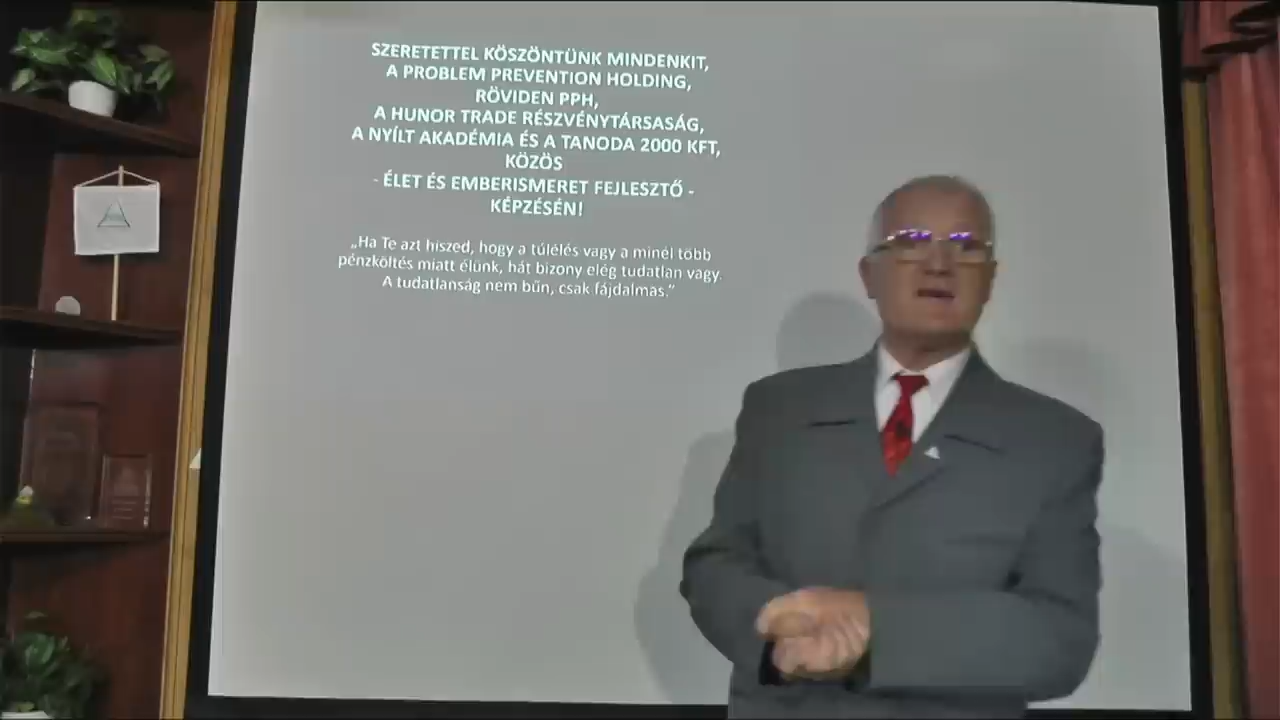 SZERETETTEL KÖSZÖNTÜNK MINDENKIT,
A PROBLEM PREVENTION HOLDING,
RÖVIDEN PPH,
A HUNOR TRADE RÉSZVÉNYTÁRSASÁG,
A NYÍLT AKADÉMIA ÉS A TANODA 2000 KFT,
KÖZÖS
- ÉLET ÉS EMBERISMERET FEJLESZTŐ -
KÉPZÉSÉN!
„Ha Te azt hiszed, hogy a túlélés vagy a minél több
pénzköltés miatt élünk, hát bizony elég tudatlan vagy.
A tudatlanság nem bűn, csak fájdalmas.”